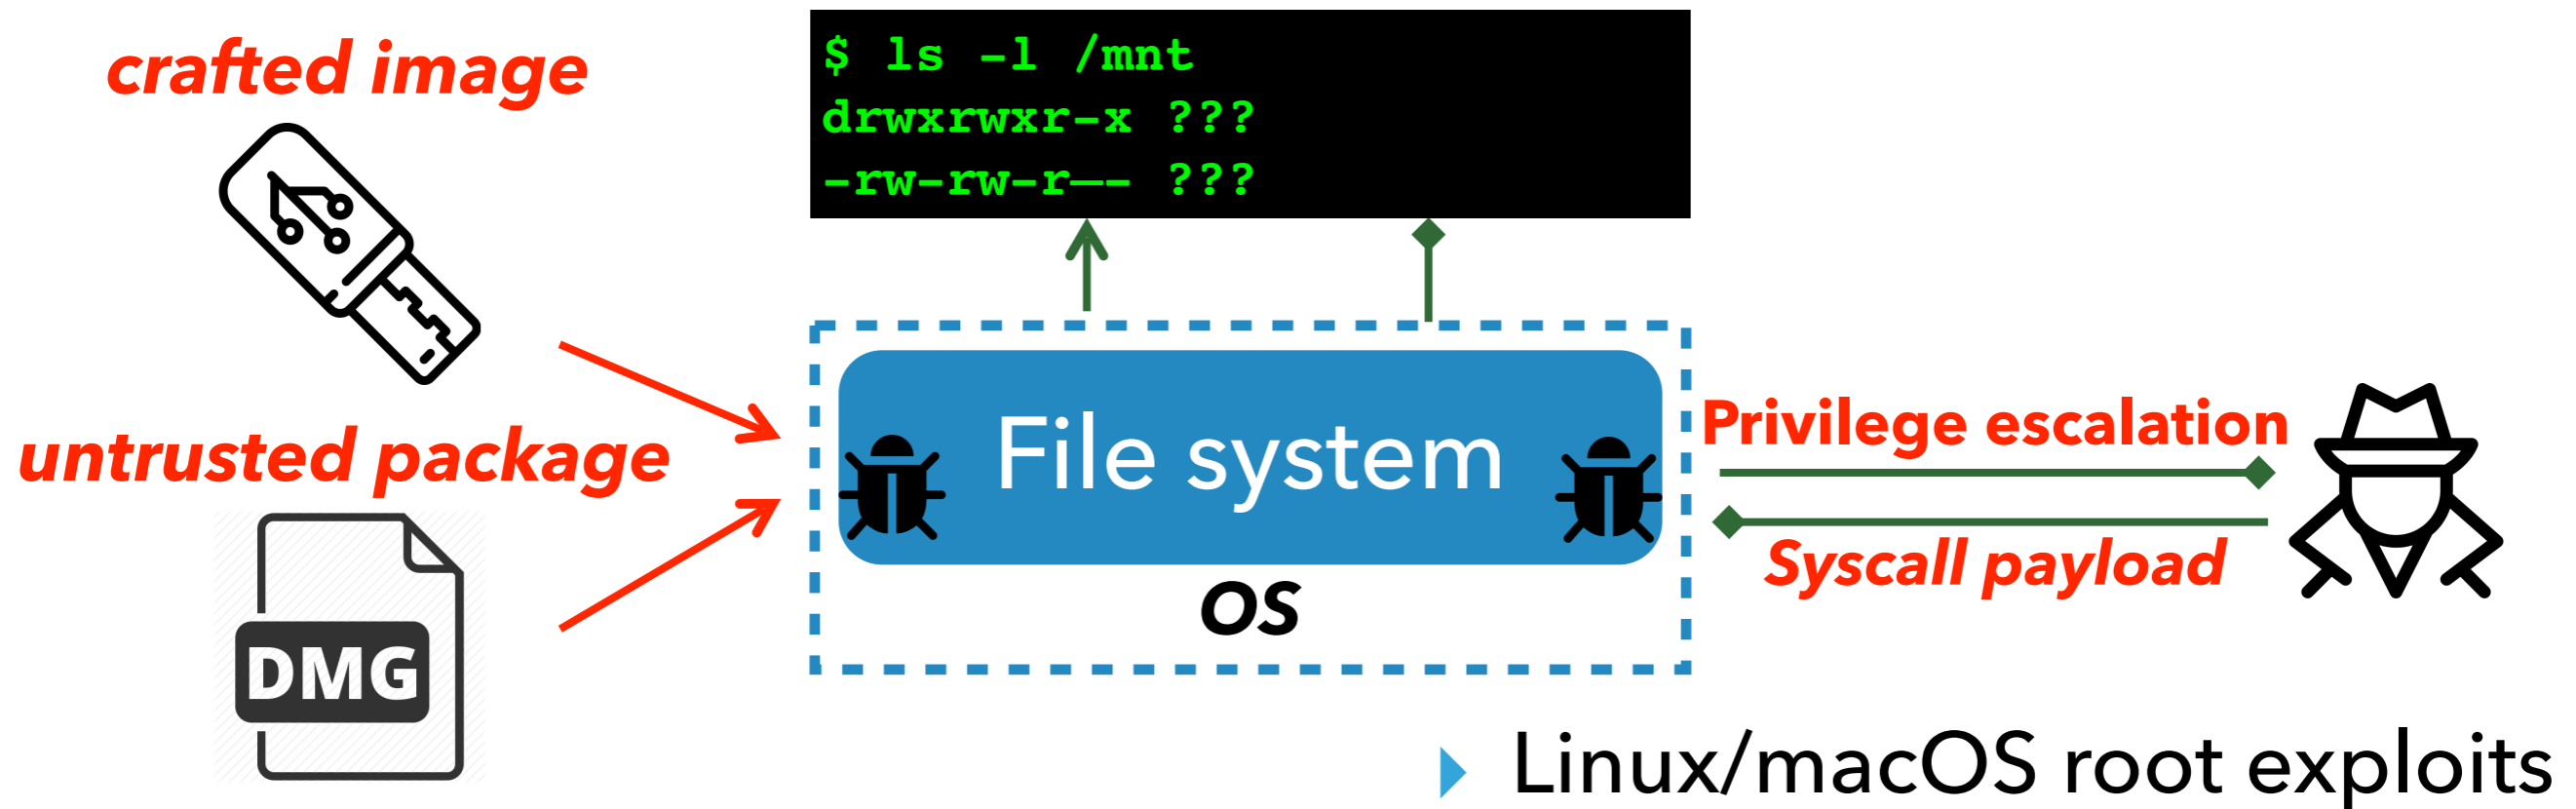 crafted image
$ ls -l /mnt
drwxrwxr-x ???
-rw-rw-r-- ???
untrusted package
DMG
File system
OS
Privilege escalation
Syscall payload
Linux/macOS root exploits